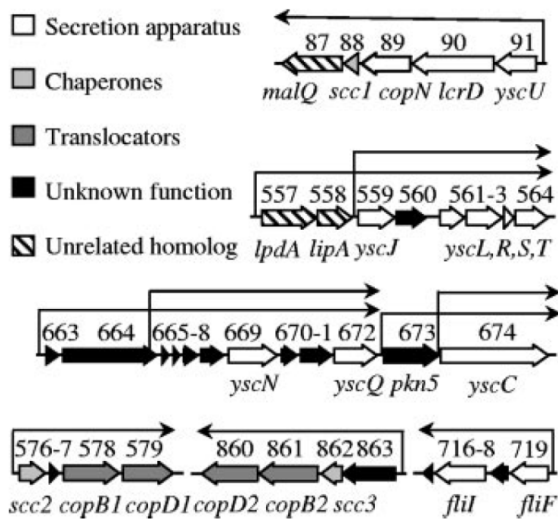 Secretion apparatus
Chaperones
Translocators
Unknown function
Unrelated homolog
87 88 89 90 91
malQ scc1 copN lcrD yscU
557 558 559 560 561-3 564
lpdA lipA yscJ yscL,R,S,T
663 664 665-8 669 670-1 672 673 674
yscN yscQ pkn5 yscC
576-7 578 579 860 861 862 863 716-8 719
scc2 copB1 copD1 copD2 copB2 scc3 fliI fliF